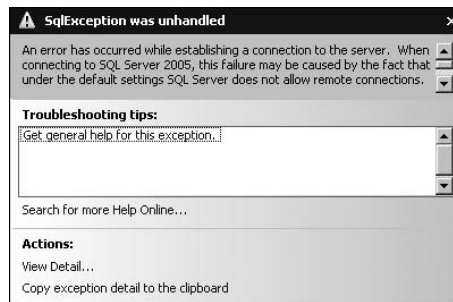 SqlException was unhandled
An error has occurred while establishing a connection to the server. When
connecting to SQL Server 2005, this failure may be caused by the fact that
under the default settings SQL Server does not allow remote connections.
Troubleshooting tips:
Get general help for this exception.
Search for more Help Online...
Actions:
View Detail...
Copy exception detail to the clipboard